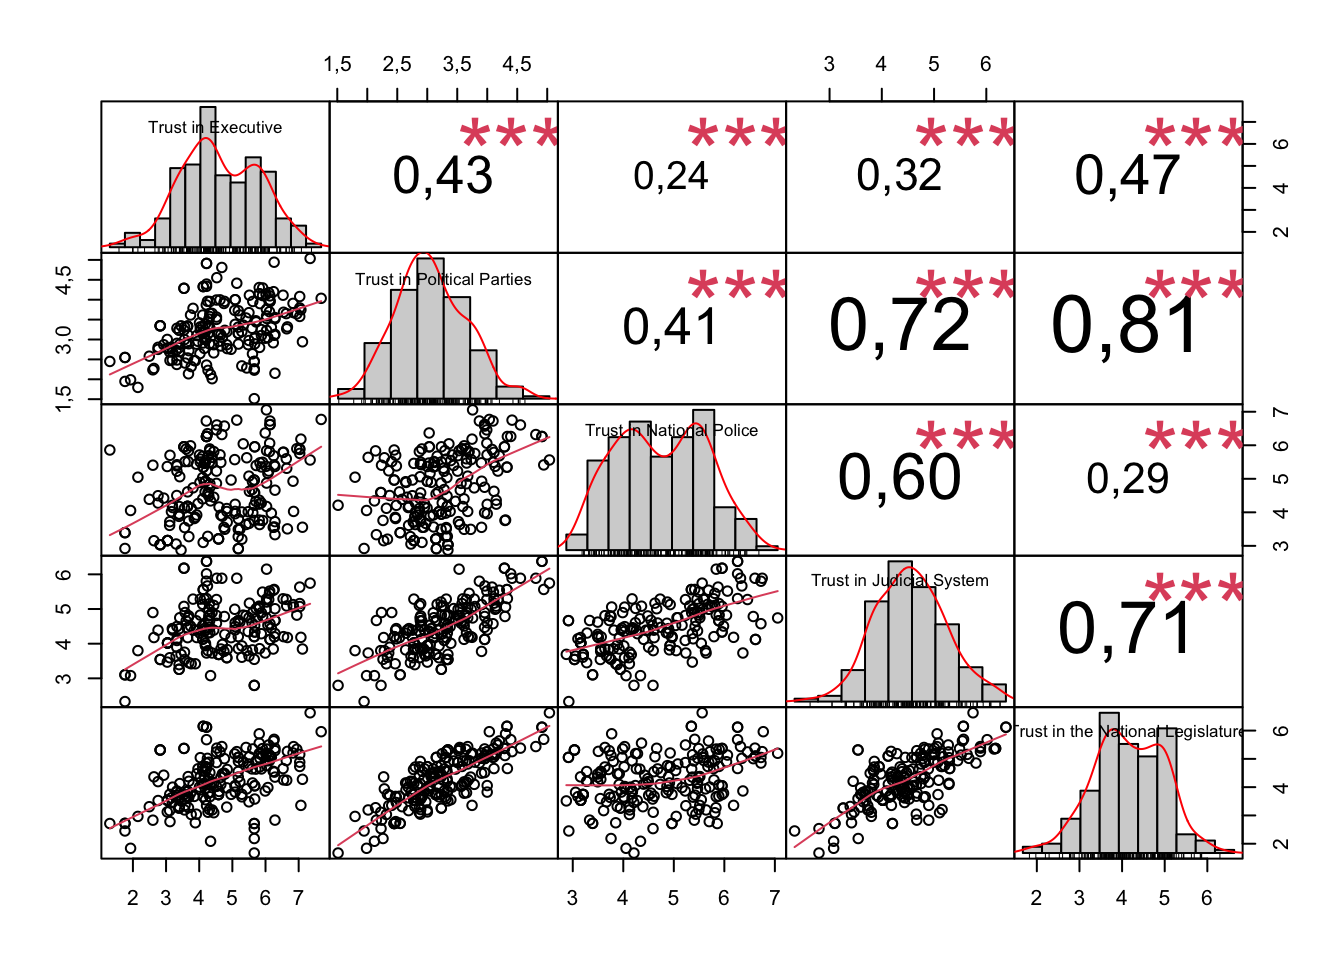 1,5 2,5 3,5 4,5 3 4 5 6
Trust in Executive *** 0,43 *** 0,24 *** 0,32 *** 0,47 2 4 6
1,5 3,0 4,5 Trust in Political Parties *** 0,41 *** 0,72 *** 0,81
Trust in National Police *** 0,60 *** 0,29 3 4 5 6 7
3 4 5 6 Trust in Judicial System *** 0,71
Trust in the National Legislature 2 4 6
2 3 4 5 6 7 3 4 5 6 7 2 3 4 5 6